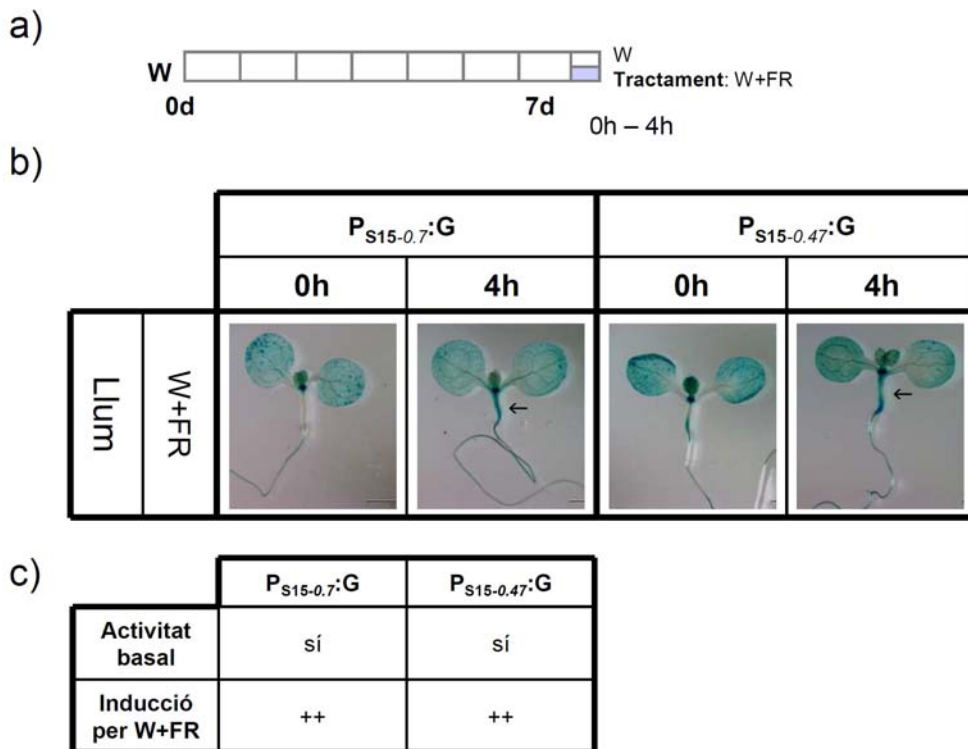 a)
W
W
Tractament: W+FR
0d
7d
0h – 4h
b)
PS15-0.7:G
PS15-0.47:G
0h
4h
0h
4h
Llum
W+FR
c)
PS15-0.7:G
PS15-0.47:G
Activitat
basal
sí
sí
Inducció
per W+FR
++
++